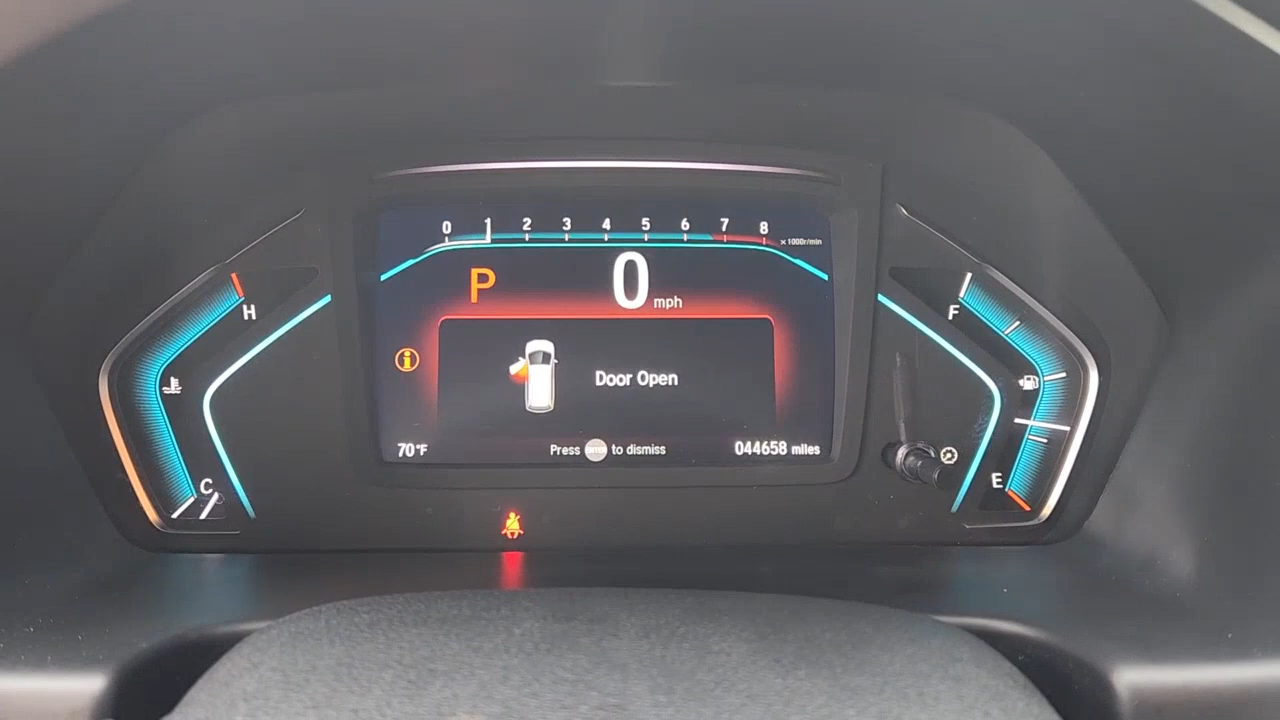 0 1 2 3 4 5 6 7 8 ×1000r/min
P 0 mph
H
F
Door Open
C
E
70°F
Press ENTER to dismiss
044658 miles